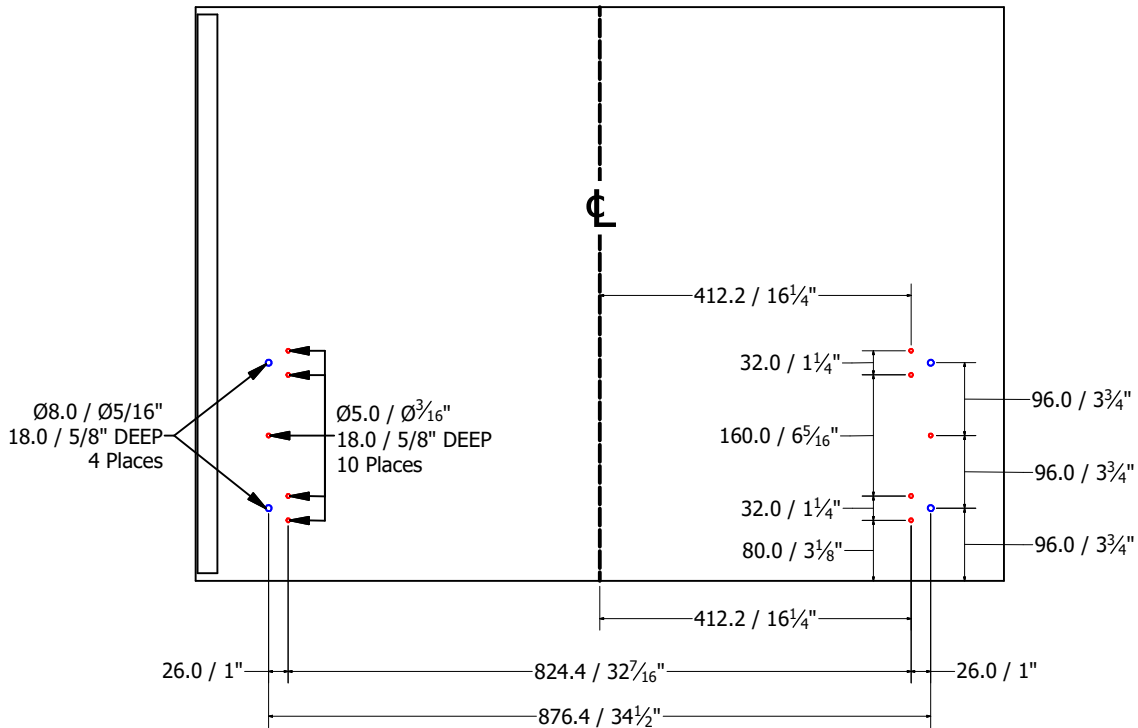 ℄
412.2 / 16¼"
32.0 / 1¼"
Ø8.0 / Ø5/16"
18.0 / 5/8" DEEP
4 Places
Ø5.0 / Ø3⁄16"
18.0 / 5/8" DEEP
10 Places
96.0 / 3¾"
160.0 / 65⁄16"
96.0 / 3¾"
32.0 / 1¼"
80.0 / 3⅛"
96.0 / 3¾"
412.2 / 16¼"
26.0 / 1"
824.4 / 327⁄16"
26.0 / 1"
876.4 / 34½"